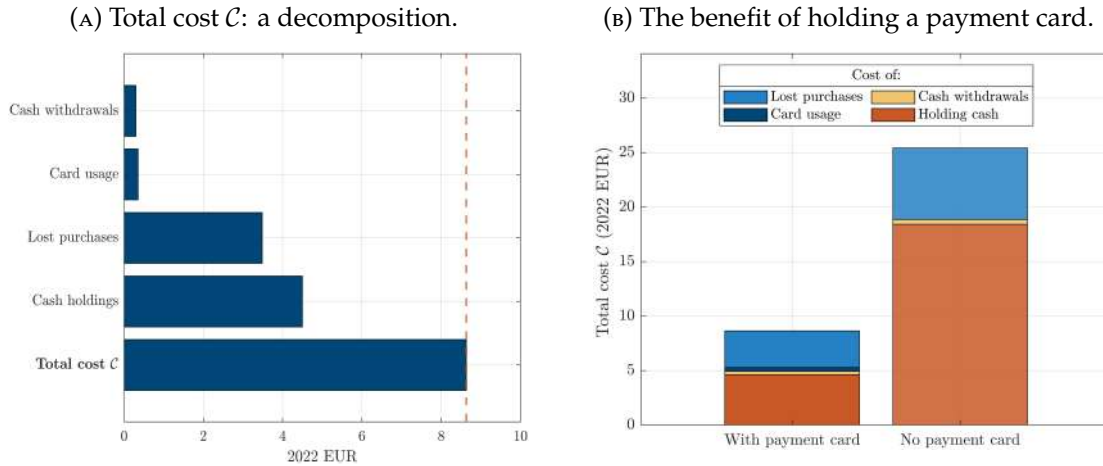 (A) Total cost 𝒞: a decomposition.
Cash withdrawals
Card usage
Lost purchases
Cash holdings
Total cost 𝒞
0 2 4 6 8 10
2022 EUR
(B) The benefit of holding a payment card.
Cost of:
Lost purchases Cash withdrawals
Card usage Holding cash
Total cost 𝒞 (2022 EUR)
30
25
20
15
10
5
0
With payment card No payment card